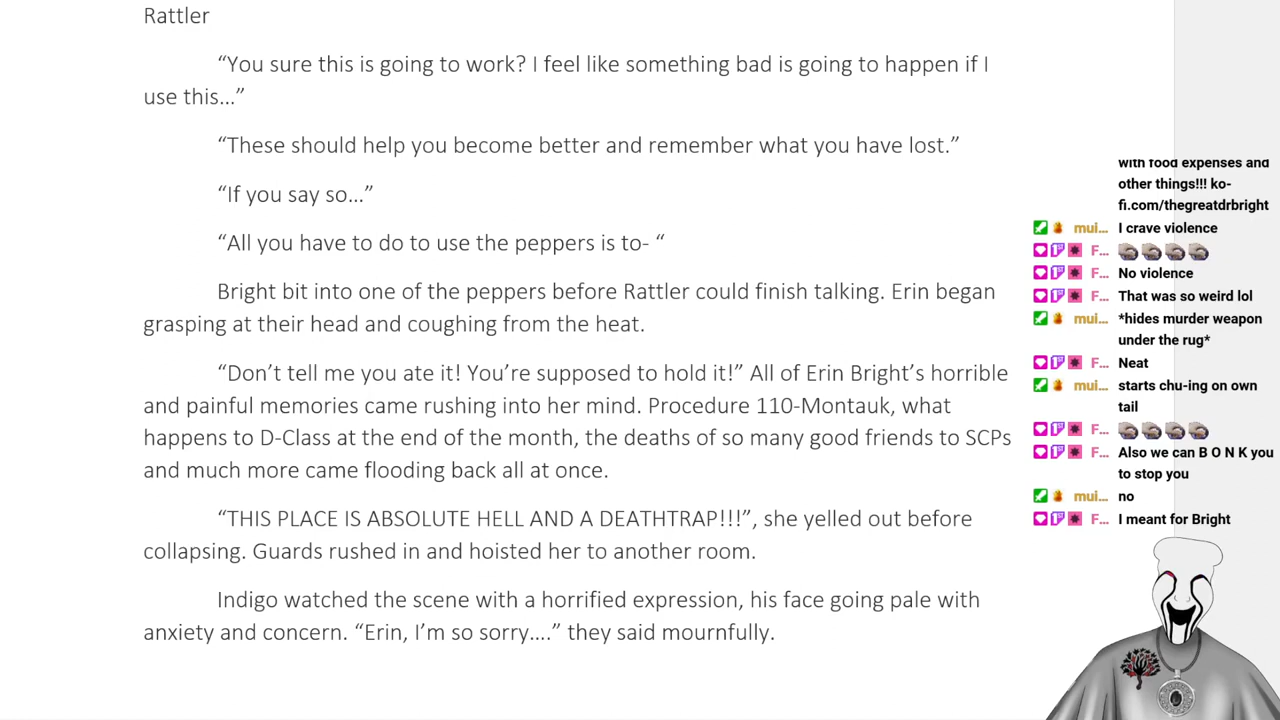 Rattler
“You sure this is going to work? I feel like something bad is going to happen if I
use this…”
“These should help you become better and remember what you have lost.”
“If you say so…”
“All you have to do to use the peppers is to- “
Bright bit into one of the peppers before Rattler could finish talking. Erin began
grasping at their head and coughing from the heat.
“Don’t tell me you ate it! You’re supposed to hold it!” All of Erin Bright’s horrible
and painful memories came rushing into her mind. Procedure 110-Montauk, what
happens to D-Class at the end of the month, the deaths of so many good friends to SCPs
and much more came flooding back all at once.
“THIS PLACE IS ABSOLUTE HELL AND A DEATHTRAP!!!”, she yelled out before
collapsing. Guards rushed in and hoisted her to another room.
Indigo watched the scene with a horrified expression, his face going pale with
anxiety and concern. “Erin, I’m so sorry….” they said mournfully.
with food expenses and
other things!!! ko-
fi.com/thegreatdrbright
mui... I crave violence
F...
F... No violence
F... That was so weird lol
mui... *hides murder weapon
under the rug*
F... Neat
mui... starts chu-ing on own
tail
F...
F... Also we can B O N K you
to stop you
mui... no
F... I meant for Bright